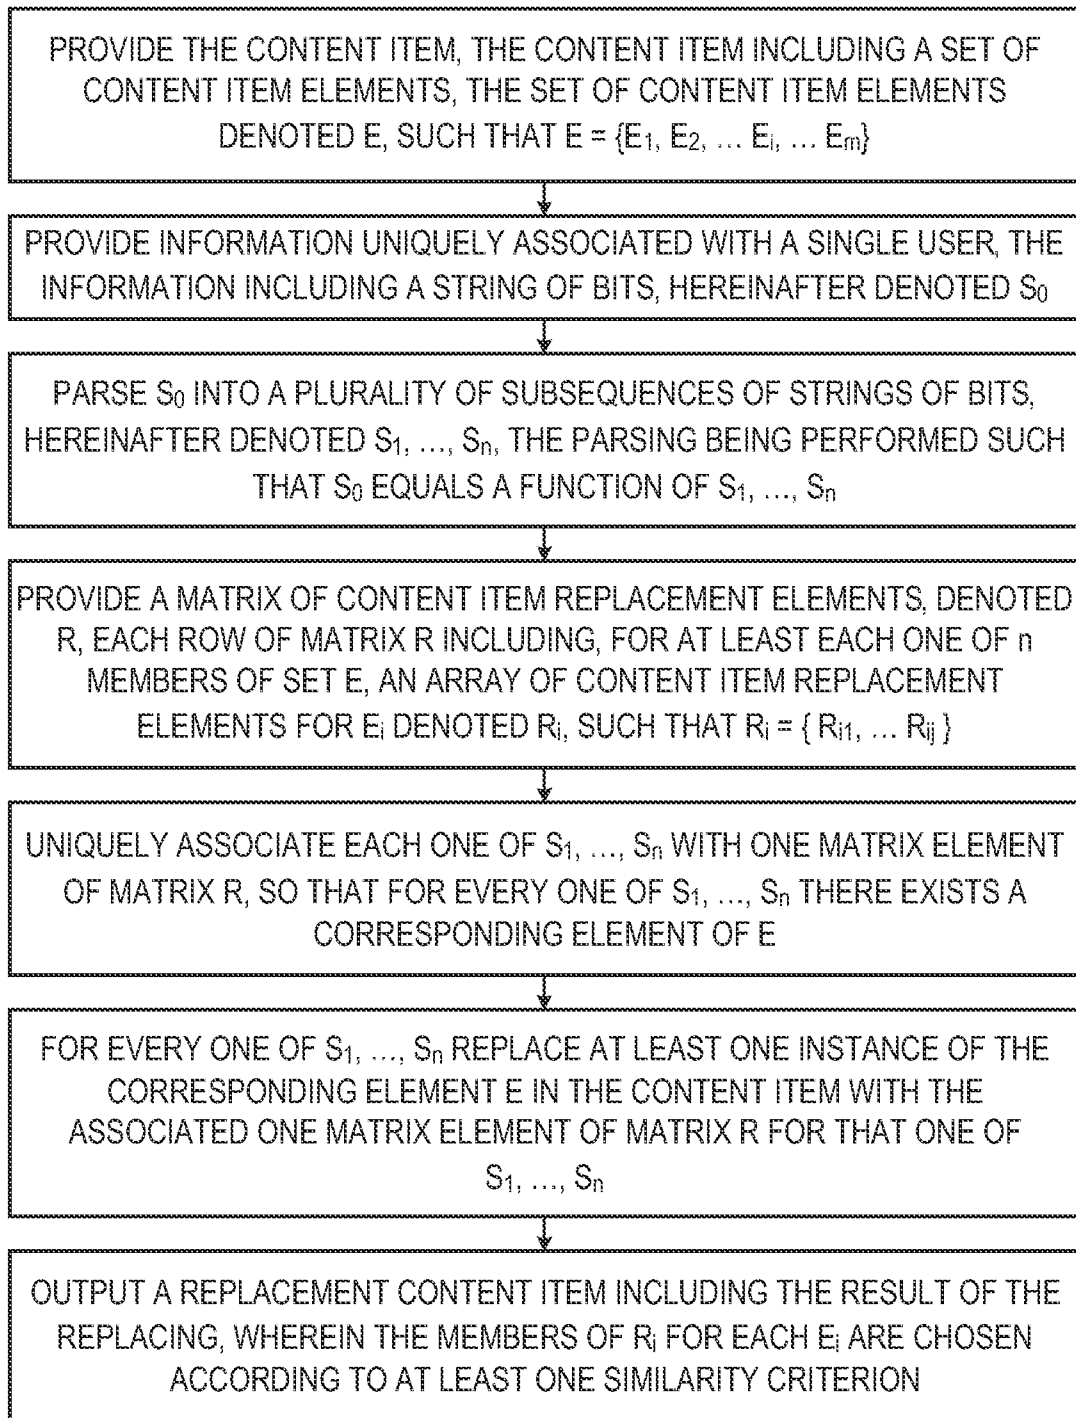 PROVIDE THE CONTENT ITEM, THE CONTENT ITEM INCLUDING A SET OF
CONTENT ITEM ELEMENTS, THE SET OF CONTENT ITEM ELEMENTS
DENOTED E, SUCH THAT E = {E₁, E₂, ... Eᵢ, ... Eₘ}
PROVIDE INFORMATION UNIQUELY ASSOCIATED WITH A SINGLE USER, THE
INFORMATION INCLUDING A STRING OF BITS, HEREINAFTER DENOTED S₀
PARSE S₀ INTO A PLURALITY OF SUBSEQUENCES OF STRINGS OF BITS,
HEREINAFTER DENOTED S₁, ..., Sₙ, THE PARSING BEING PERFORMED SUCH
THAT S₀ EQUALS A FUNCTION OF S₁, ..., Sₙ
PROVIDE A MATRIX OF CONTENT ITEM REPLACEMENT ELEMENTS, DENOTED
R, EACH ROW OF MATRIX R INCLUDING, FOR AT LEAST EACH ONE OF n
MEMBERS OF SET E, AN ARRAY OF CONTENT ITEM REPLACEMENT
ELEMENTS FOR Eᵢ DENOTED Rᵢ, SUCH THAT Rᵢ = { Rᵢ₁, ... Rᵢⱼ }
UNIQUELY ASSOCIATE EACH ONE OF S₁, ..., Sₙ WITH ONE MATRIX ELEMENT
OF MATRIX R, SO THAT FOR EVERY ONE OF S₁, ..., Sₙ THERE EXISTS A
CORRESPONDING ELEMENT OF E
FOR EVERY ONE OF S₁, ..., Sₙ REPLACE AT LEAST ONE INSTANCE OF THE
CORRESPONDING ELEMENT E IN THE CONTENT ITEM WITH THE
ASSOCIATED ONE MATRIX ELEMENT OF MATRIX R FOR THAT ONE OF
S₁, ..., Sₙ
OUTPUT A REPLACEMENT CONTENT ITEM INCLUDING THE RESULT OF THE
REPLACING, WHEREIN THE MEMBERS OF Rᵢ FOR EACH Eᵢ ARE CHOSEN
ACCORDING TO AT LEAST ONE SIMILARITY CRITERION